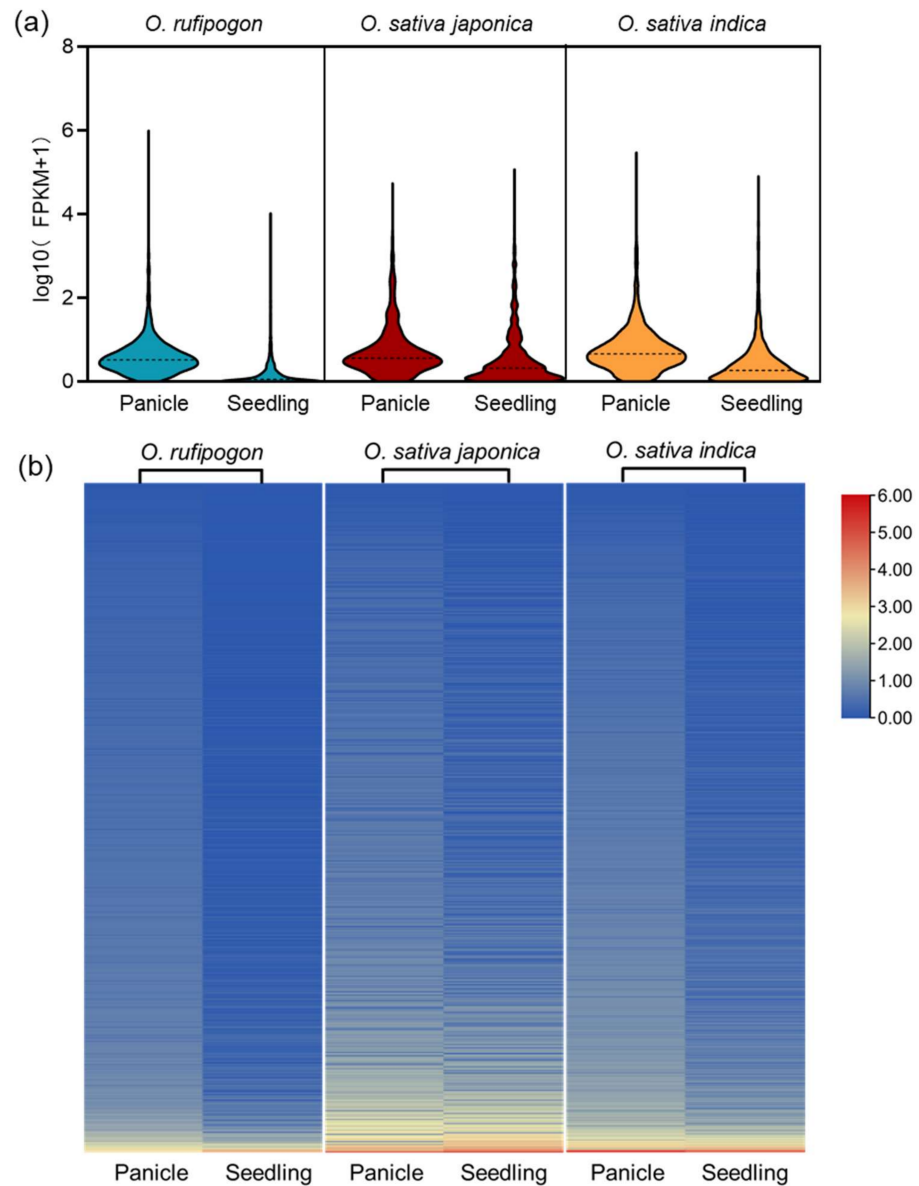 (a)
O. rufipogon O. sativa japonica O. sativa indica
log10( FPKM+1)
8
6
4
2
0
Panicle Seedling Panicle Seedling Panicle Seedling
(b)
O. rufipogon O. sativa japonica O. sativa indica
6.00
5.00
4.00
3.00
2.00
1.00
0.00
Panicle Seedling Panicle Seedling Panicle Seedling